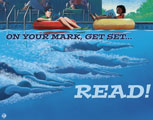 ON YOUR MARK, GET SET...
READ!